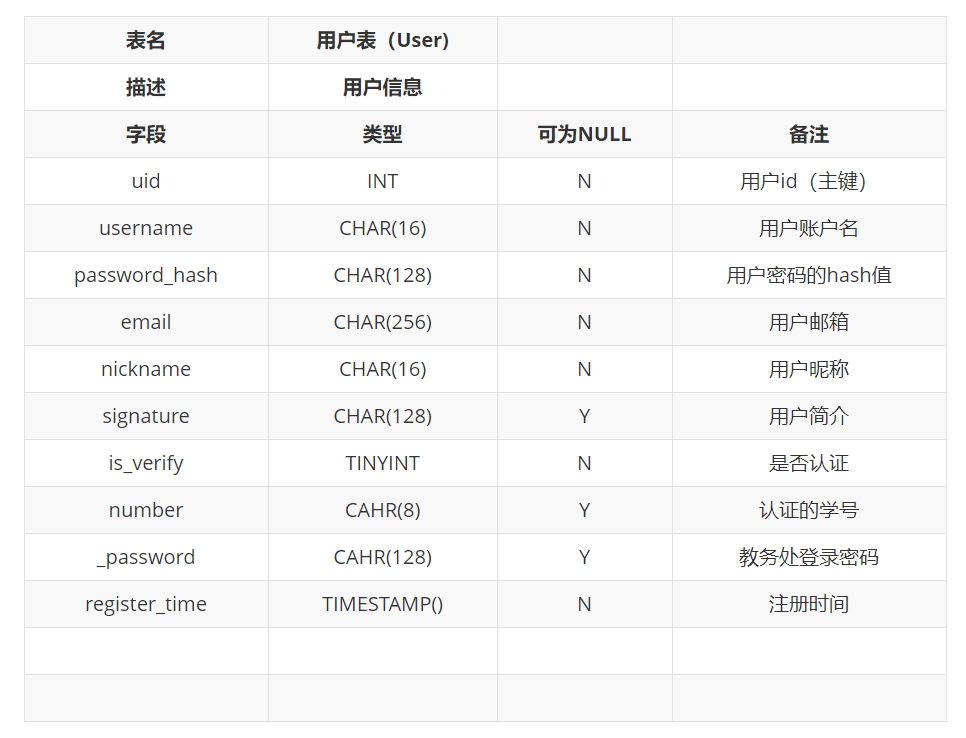 表名 用户表（User)
描述 用户信息
字段 类型 可为NULL 备注
uid INT N 用户id（主键）
username CHAR(16) N 用户账户名
password_hash CHAR(128) N 用户密码的hash值
email CHAR(256) N 用户邮箱
nickname CHAR(16) N 用户昵称
signature CHAR(128) Y 用户简介
is_verify TINYINT N 是否认证
number CAHR(8) Y 认证的学号
_password CAHR(128) Y 教务处登录密码
register_time TIMESTAMP() N 注册时间